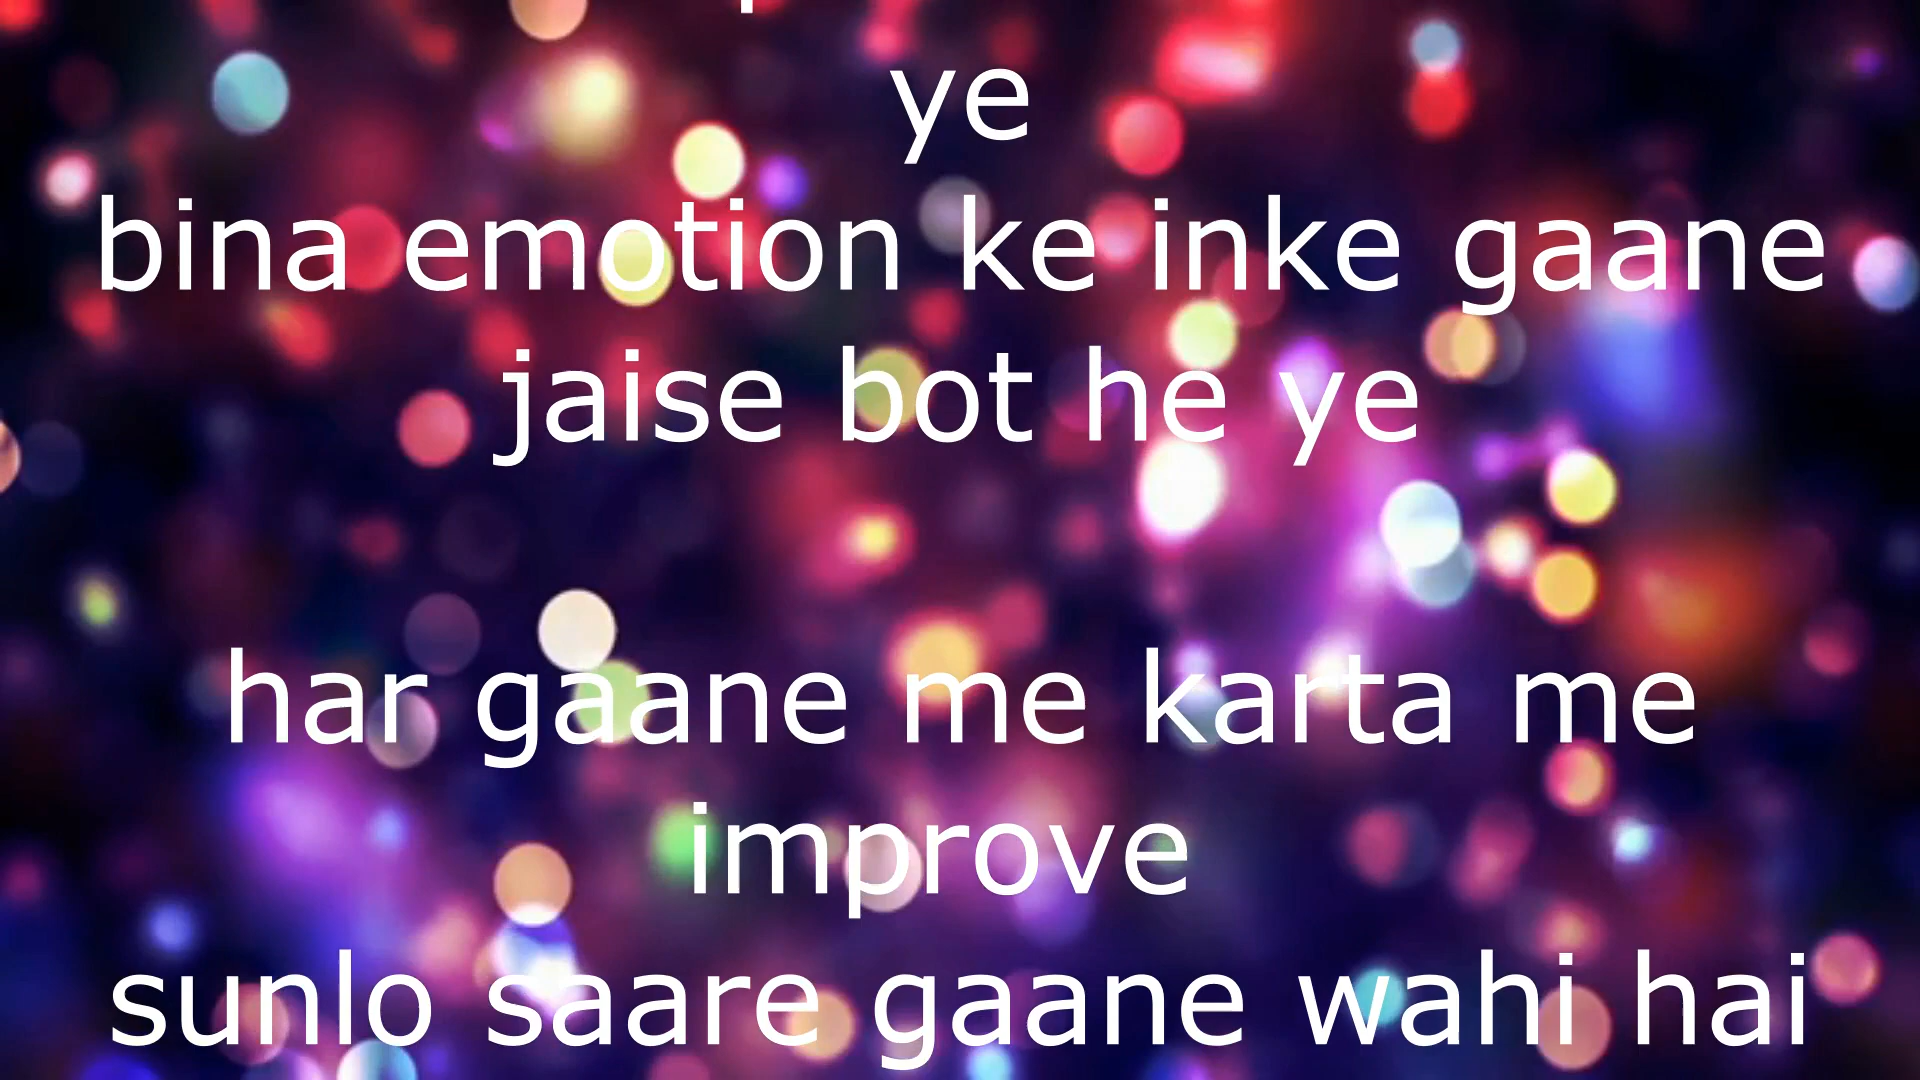 ye
bina emotion ke inke gaane
jaise bot he ye
har gaane me karta me
improve
sunlo saare gaane wahi hai